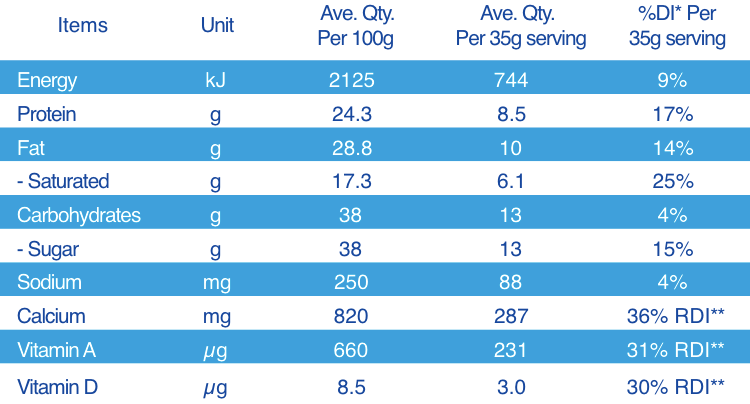 Items Unit Ave. Qty. Per 100g Ave. Qty. Per 35g serving %DI* Per 35g serving
Energy kJ 2125 744 9%
Protein g 24.3 8.5 17%
Fat g 28.8 10 14%
- Saturated g 17.3 6.1 25%
Carbohydrates g 38 13 4%
- Sugar g 38 13 15%
Sodium mg 250 88 4%
Calcium mg 820 287 36% RDI**
Vitamin A µg 660 231 31% RDI**
Vitamin D µg 8.5 3.0 30% RDI**